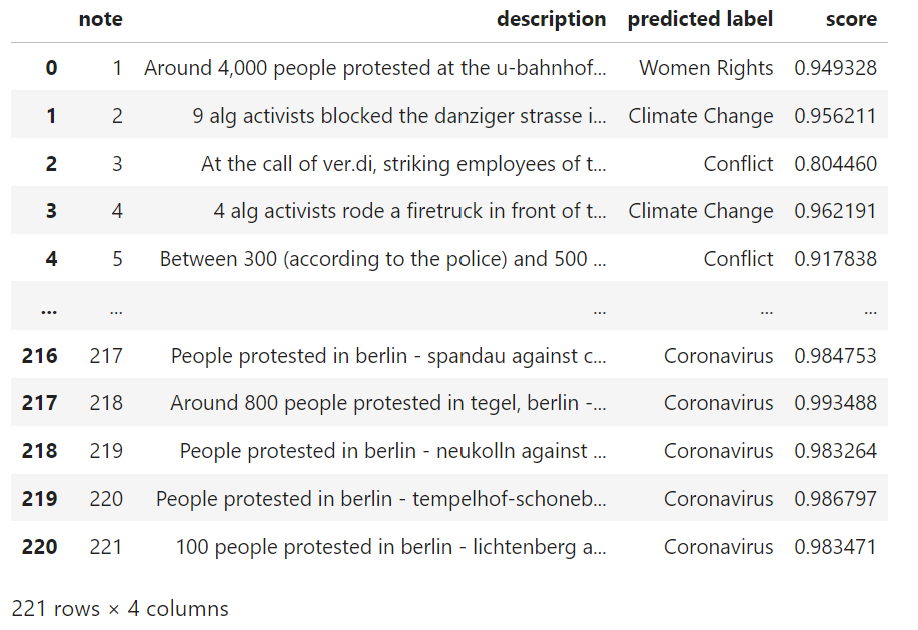 note description predicted label score
0 1 Around 4,000 people protested at the u-bahnhof... Women Rights 0.949328
1 2 9 alg activists blocked the danziger strasse i... Climate Change 0.956211
2 3 At the call of ver.di, striking employees of t... Conflict 0.804460
3 4 4 alg activists rode a firetruck in front of t... Climate Change 0.962191
4 5 Between 300 (according to the police) and 500 ... Conflict 0.917838
... ... ... ... ...
216 217 People protested in berlin - spandau against c... Coronavirus 0.984753
217 218 Around 800 people protested in tegel, berlin -... Coronavirus 0.993488
218 219 People protested in berlin - neukolln against ... Coronavirus 0.983264
219 220 People protested in berlin - tempelhof-schoneb... Coronavirus 0.986797
220 221 100 people protested in berlin - lichtenberg a... Coronavirus 0.983471
221 rows × 4 columns